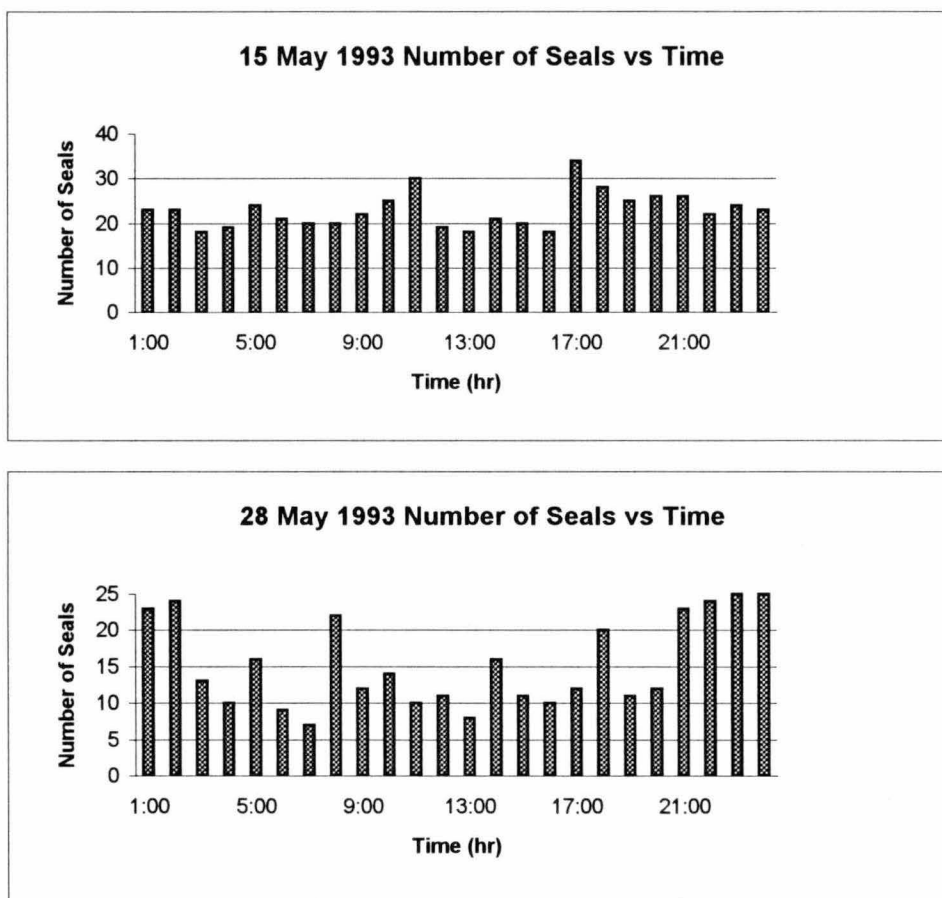 15 May 1993 Number of Seals vs Time
Number of Seals
40
30
20
10
0
1:00 5:00 9:00 13:00 17:00 21:00
Time (hr)
28 May 1993 Number of Seals vs Time
Number of Seals
25
20
15
10
5
0
1:00 5:00 9:00 13:00 17:00 21:00
Time (hr)